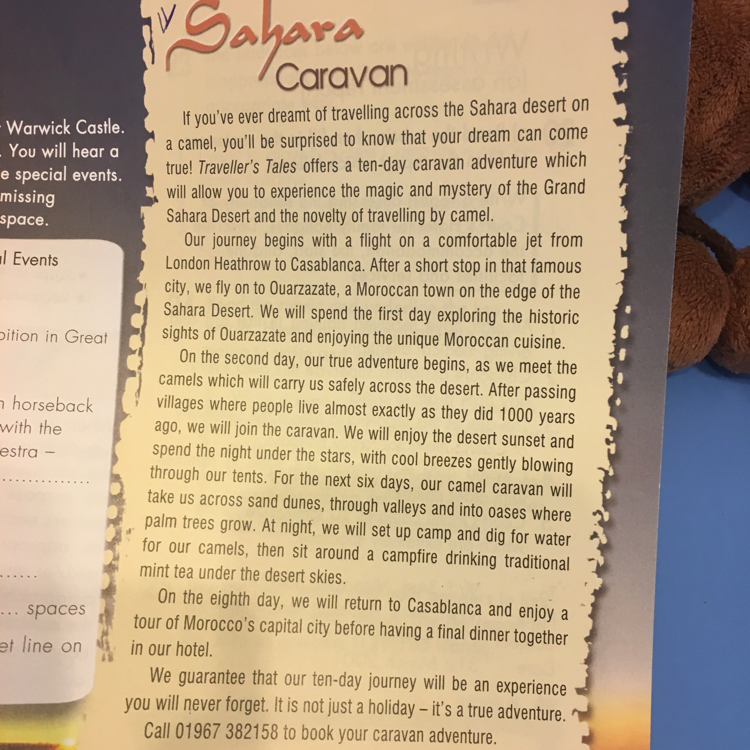 Sahara
Caravan
If you've ever dreamt of travelling across the Sahara desert on
a camel, you'll be surprised to know that your dream can come
true! Traveller's Tales offers a ten-day caravan adventure which
will allow you to experience the magic and mystery of the Grand
Sahara Desert and the novelty of travelling by camel.
Our journey begins with a flight on a comfortable jet from
London Heathrow to Casablanca. After a short stop in that famous
city, we fly on to Ouarzazate, a Moroccan town on the edge of the
Sahara Desert. We will spend the first day exploring the historic
sights of Ouarzazate and enjoying the unique Moroccan cuisine.
On the second day, our true adventure begins, as we meet the
camels which will carry us safely across the desert. After passing
villages where people live almost exactly as they did 1000 years
ago, we will join the caravan. We will enjoy the desert sunset and
spend the night under the stars, with cool breezes gently blowing
through our tents. For the next six days, our camel caravan will
take us across sand dunes, through valleys and into oases where
palm trees grow. At night, we will set up camp and dig for water
for our camels, then sit around a campfire drinking traditional
mint tea under the desert skies.
On the eighth day, we will return to Casablanca and enjoy a
tour of Morocco's capital city before having a final dinner together
in our hotel.
We guarantee that our ten-day journey will be an experience
you will never forget. It is not just a holiday – it's a true adventure.
Call 01967 382158 to book your caravan adventure.
Warwick Castle.
. You will hear a
e special events.
missing
space.
l Events
bition in Great
n horseback
with the
estra –
..................
......
... spaces
et line on